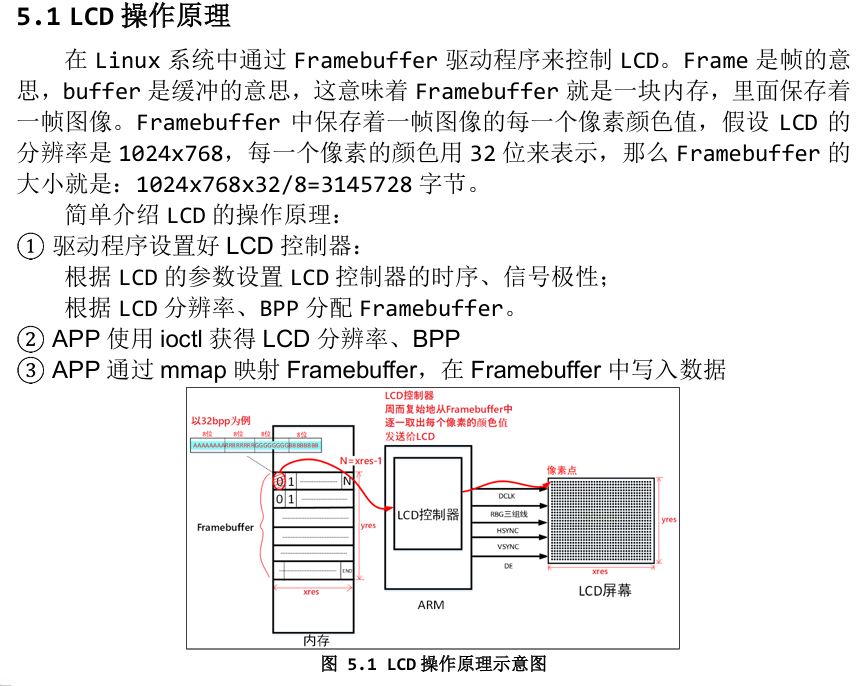 5.1 LCD 操作原理
在 Linux 系统中通过 Framebuffer 驱动程序来控制 LCD。Frame 是帧的意
思，buffer 是缓冲的意思，这意味着 Framebuffer 就是一块内存，里面保存着
一帧图像。Framebuffer 中保存着一帧图像的每一个像素颜色值，假设 LCD 的
分辨率是 1024x768，每一个像素的颜色用 32 位来表示，那么 Framebuffer 的
大小就是：1024x768x32/8=3145728 字节。
简单介绍 LCD 的操作原理：
① 驱动程序设置好 LCD 控制器：
根据 LCD 的参数设置 LCD 控制器的时序、信号极性；
根据 LCD 分辨率、BPP 分配 Framebuffer。
② APP 使用 ioctl 获得 LCD 分辨率、BPP
③ APP 通过 mmap 映射 Framebuffer，在 Framebuffer 中写入数据
LCD控制器
周而复始地从Framebuffer中
逐一取出每个像素的颜色值
发送给LCD
以32bpp为例
8位 8位 8位 8位
AAAAAAAARRRRRRRRGGGGGGGGBBBBBBBB
N=xres-1
像素点
0 1 N
0 1
Framebuffer
yres
END
xres
内存
LCD控制器
ARM
DCLK
RBG三组线
HSYNC
VSYNC
DE
yres
xres
LCD屏幕
图 5.1 LCD 操作原理示意图